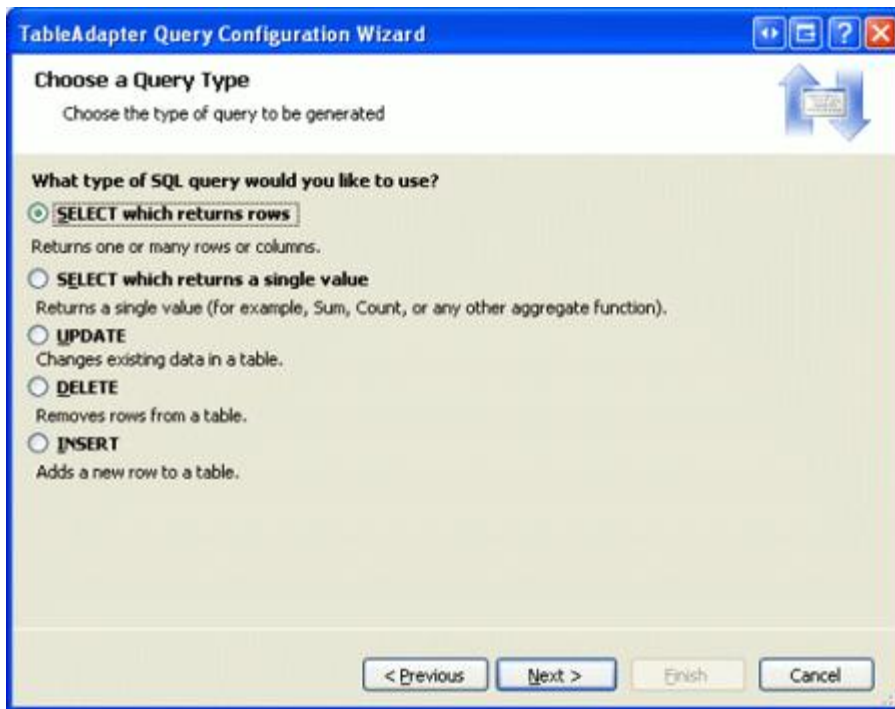 TableAdapter Query Configuration Wizard
Choose a Query Type
Choose the type of query to be generated
What type of SQL query would you like to use?
SELECT which returns rows
Returns one or many rows or columns.
SELECT which returns a single value
Returns a single value (for example, Sum, Count, or any other aggregate function).
UPDATE
Changes existing data in a table.
DELETE
Removes rows from a table.
INSERT
Adds a new row to a table.
< Previous
Next >
Finish
Cancel